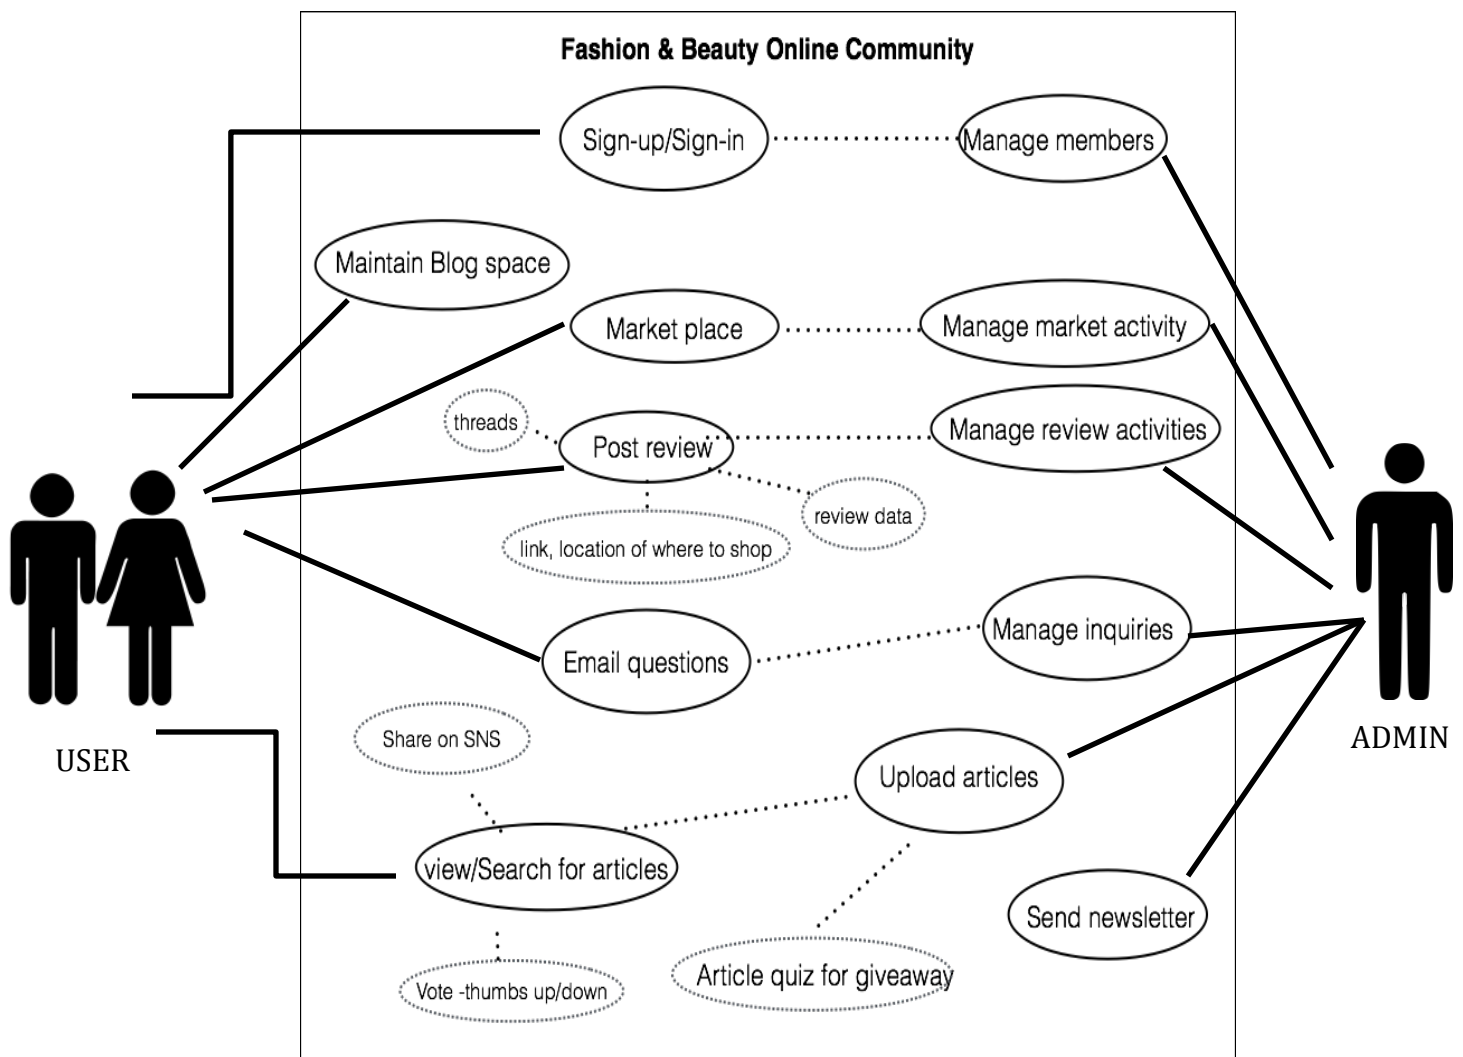 Fashion & Beauty Online Community
Sign-up/Sign-in
Manage members
Maintain Blog space
Market place
Manage market activity
threads
Post review
Manage review activities
review data
link, location of where to shop
Manage inquiries
Email questions
Share on SNS
USER
ADMIN
Upload articles
view/Search for articles
Send newsletter
Article quiz for giveaway
Vote -thumbs up/down